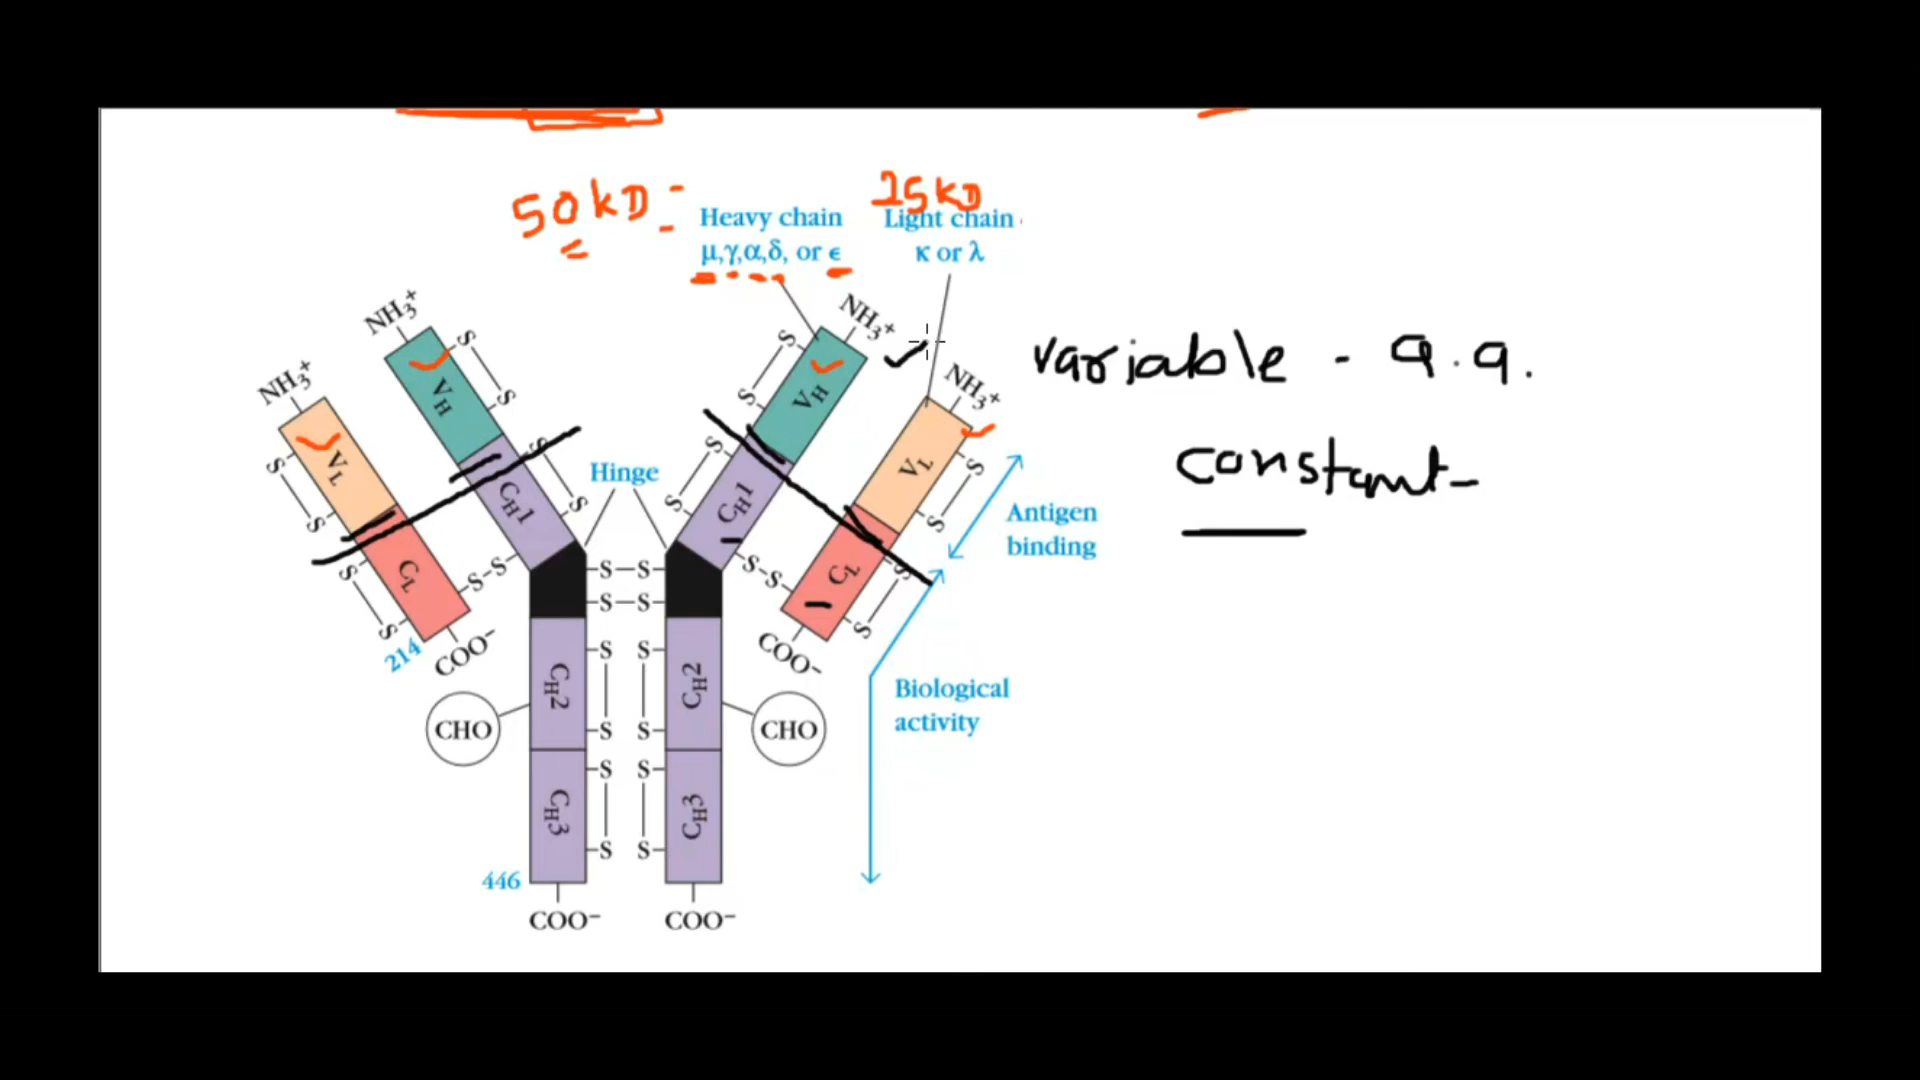 50kD-
25kD
Heavy chain
μ,γ,α,δ, or ϵ
Light chain
κ or λ
NH3+
NH3+
NH3+
NH3+
VL
VH
VH
VL
S
S
S
S
S
S
S
S
CH1
CH1
CL
CL
S
S
S
S
S
S
S
S
S-S
S-S
Hinge
Antigen
binding
variable - a.a.
constant-
-S—S-
-S—S-
214
COO-
COO-
CH2
CH2
-S S-
-S S-
CHO
CHO
Biological
activity
CH3
CH3
-S S-
-S S-
446
COO-
COO-